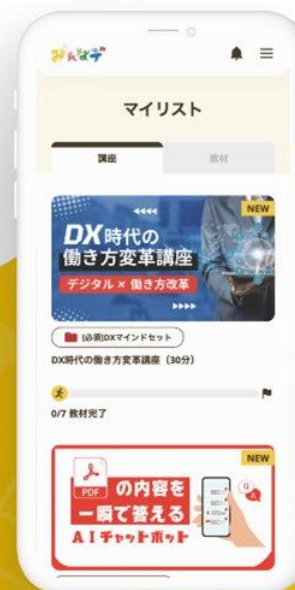 みんなデ
マイリスト
講座
教材
NEW
DX時代の
働き方変革講座
デジタル × 働き方改革
[必須]DXマインドセット
DX時代の働き方変革講座（30分）
0/7 教材完了
NEW
PDF
の内容を
一瞬で答える
AIチャットボット
Q
A